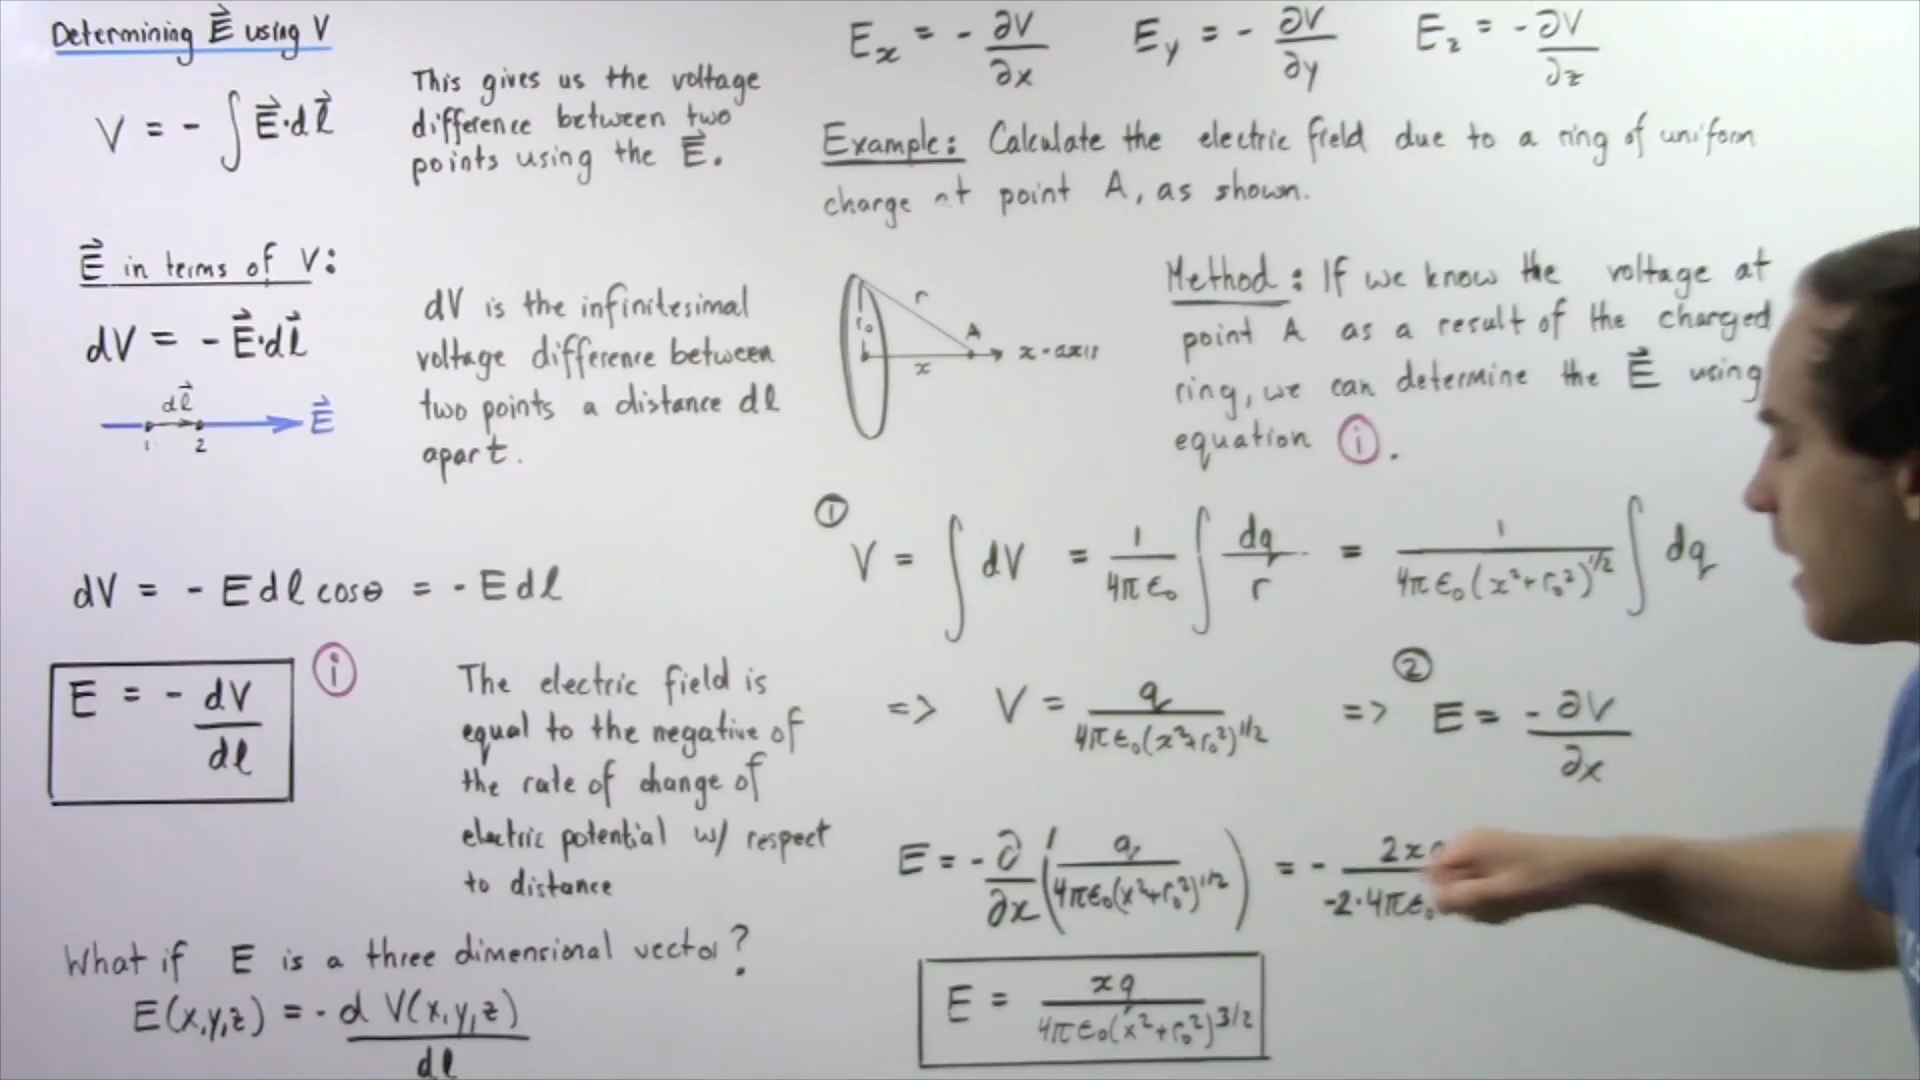 Determining E⃗ using V
V = - ∫ E⃗·dl⃗
This gives us the voltage
difference between two
points using the E⃗.
E⃗ in terms of V:
dV = - E⃗·dl⃗
dl⃗
E⃗
1 2
dV is the infinitesimal
voltage difference between
two points a distance dl
apart.
dV = - E dl cosθ = - E dl
E = - dV/dl
i
The electric field is
equal to the negative of
the rate of change of
electric potential w/ respect
to distance
What if E is a three dimensional vector?
E(x,y,z) = - d V(x,y,z)/dl
Ex = - ∂V/∂x Ey = - ∂V/∂y Ez = - ∂V/∂z
Example: Calculate the electric field due to a ring of uniform
charge at point A, as shown.
r
r₀
A
x
x-axis
Method: If we know the voltage at
point A as a result of the charged
ring, we can determine the E⃗ using
equation i.
① V = ∫ dV = 1/4πε₀ ∫ dq/r = 1/4πε₀(x²+r₀²)^1/2 ∫ dq
=> V = q/4πε₀(x²+r₀²)^1/2 => ② E = - ∂V/∂x
E = - ∂/∂x (q/4πε₀(x²+r₀²)^1/2) = - 2x/-2·4πε₀
E = xq/4πε₀(x²+r₀²)^3/2